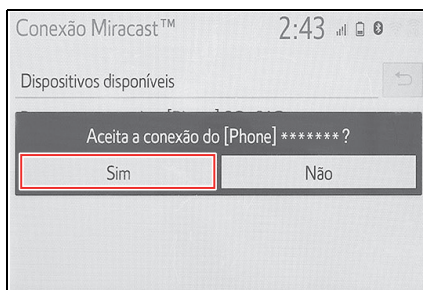 Conexão Miracast™ 2:43
Dispositivos disponíveis
Aceita a conexão do [Phone] *******?
Sim Não